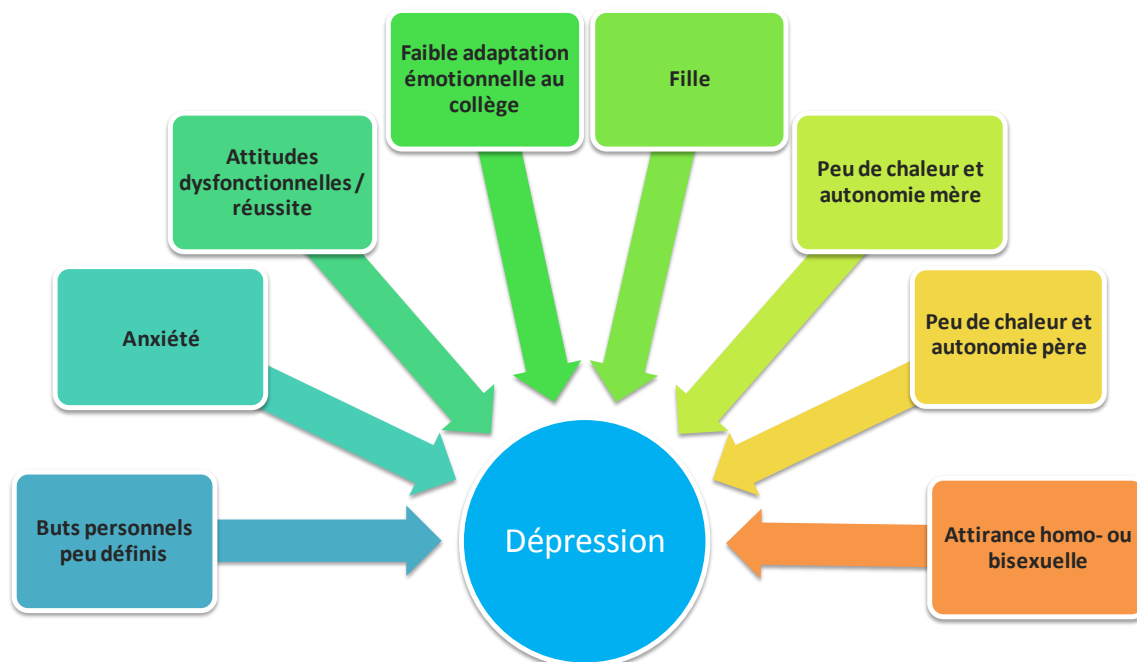 Faible adaptation
émotionnelle au
collège
Fille
Attitudes
dysfonctionnelles /
réussite
Peu de chaleur et
autonomie mère
Anxiété
Peu de chaleur et
autonomie père
Buts personnels
peu définis
Dépression
Attirance homo- ou
bisexuelle